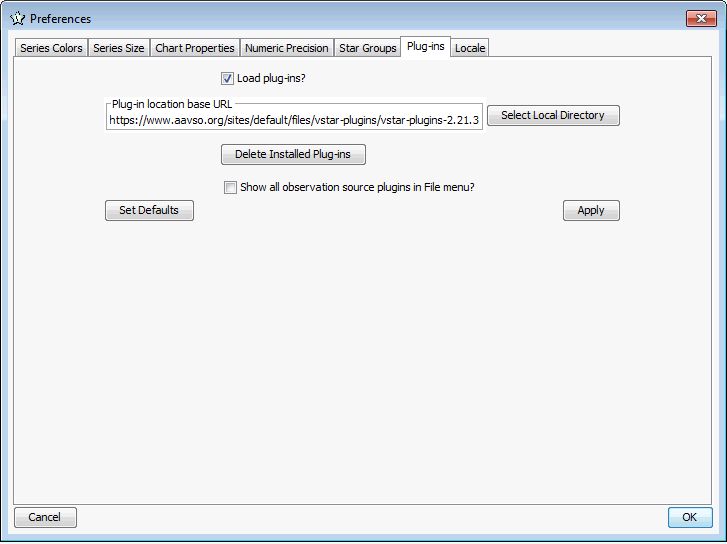 Preferences
Series Colors Series Size Chart Properties Numeric Precision Star Groups Plug-ins Locale
Load plug-ins?
Plug-in location base URL
https://www.aavso.org/sites/default/files/vstar-plugins/vstar-plugins-2.21.3 Select Local Directory
Delete Installed Plug-ins
Show all observation source plugins in File menu?
Set Defaults Apply
Cancel OK